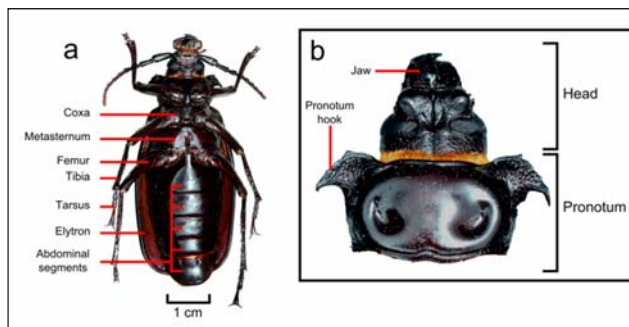 a
Coxa
Metasternum
Femur
Tibia
Tarsus
Elytron
Abdominal
segments
1 cm
b
Jaw
Pronotum
hook
Head
Pronotum